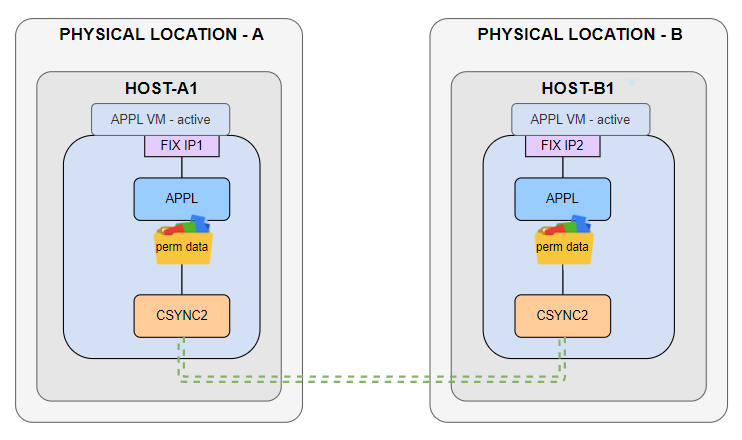 PHYSICAL LOCATION - A
HOST-A1
APPL VM - active
FIX IP1
APPL
perm data
CSYNC2
PHYSICAL LOCATION - B
HOST-B1
APPL VM - active
FIX IP2
APPL
perm data
CSYNC2